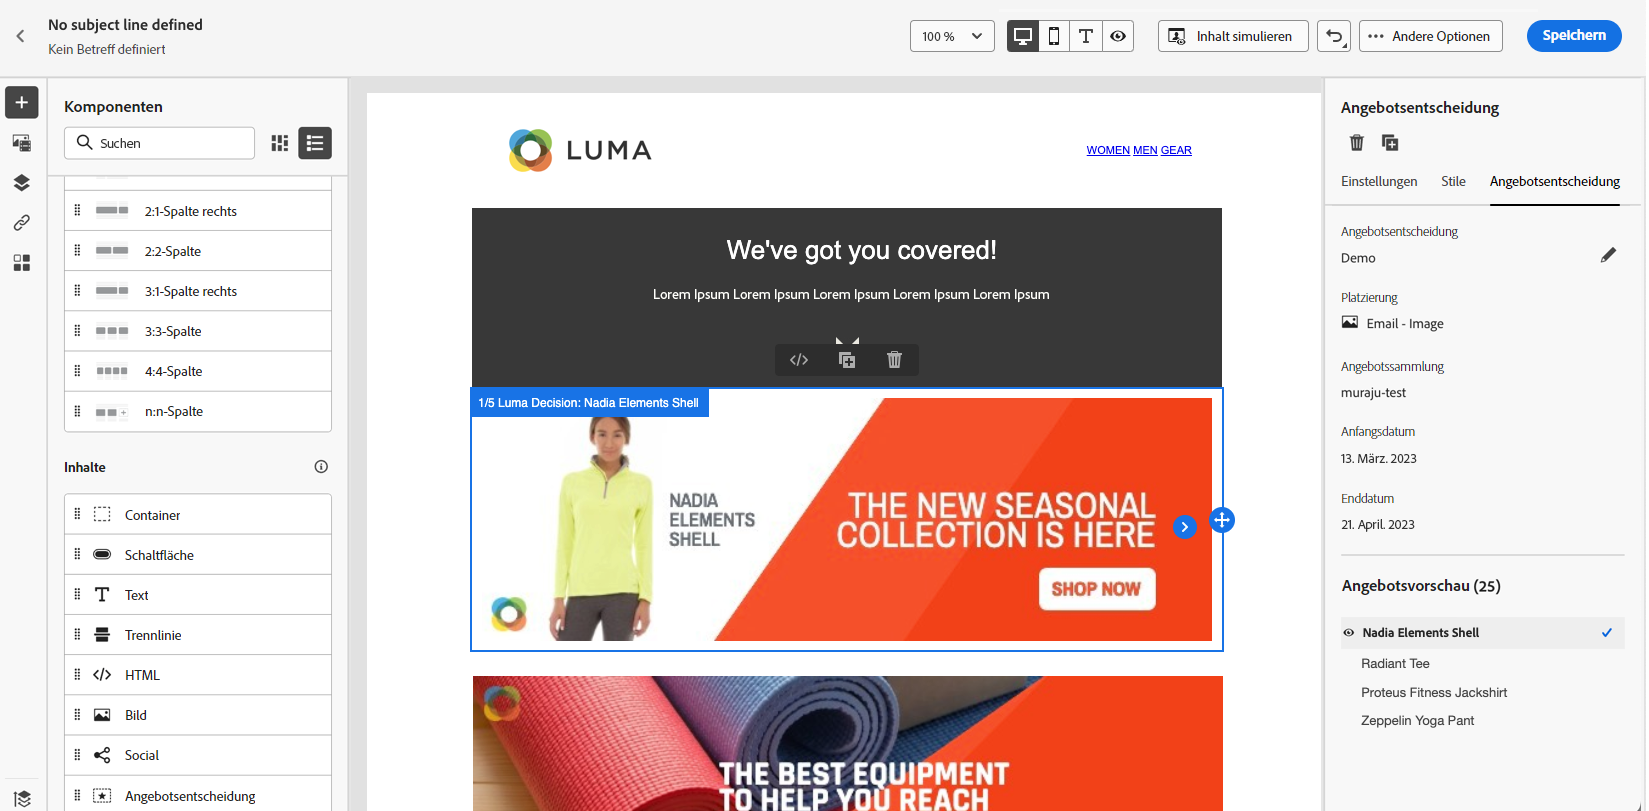 No subject line defined
Kein Betreff definiert
100 %
Inhalt simulieren
Andere Optionen
Speichern
Komponenten
Suchen
2:1-Spalte rechts
2:2-Spalte
3:1-Spalte rechts
3:3-Spalte
4:4-Spalte
n:n-Spalte
Inhalte
Container
Schaltfläche
Text
Trennlinie
HTML
Bild
Social
Angebotsentscheidung
LUMA
WOMEN MEN GEAR
We've got you covered!
Lorem Ipsum Lorem Ipsum Lorem Ipsum Lorem Ipsum Lorem Ipsum
1/5 Luma Decision: Nadia Elements Shell
NADIA
ELEMENTS
SHELL
THE NEW SEASONAL
COLLECTION IS HERE
SHOP NOW
THE BEST EQUIPMENT
TO HELP YOU REACH
Angebotsentscheidung
Einstellungen
Stile
Angebotsentscheidung
Angebotsentscheidung
Demo
Platzierung
Email - Image
Angebotssammlung
muraju-test
Anfangsdatum
13. März. 2023
Enddatum
21. April. 2023
Angebotsvorschau (25)
Nadia Elements Shell
Radiant Tee
Proteus Fitness Jackshirt
Zeppelin Yoga Pant